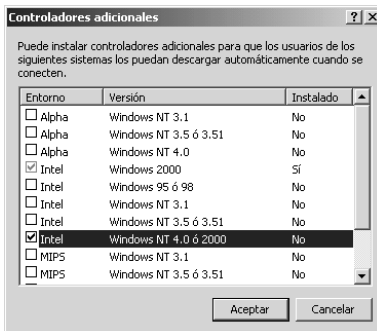 Controladores adicionales
Puede instalar controladores adicionales para que los usuarios de los
siguientes sistemas los puedan descargar automáticamente cuando se
conecten.
Entorno Versión Instalado
Alpha Windows NT 3.1 No
Alpha Windows NT 3.5 ó 3.51 No
Alpha Windows NT 4.0 No
Intel Windows 2000 Sí
Intel Windows 95 ó 98 No
Intel Windows NT 3.1 No
Intel Windows NT 3.5 ó 3.51 No
Intel Windows NT 4.0 ó 2000 No
MIPS Windows NT 3.1 No
MIPS Windows NT 3.5 ó 3.51 No
Aceptar Cancelar